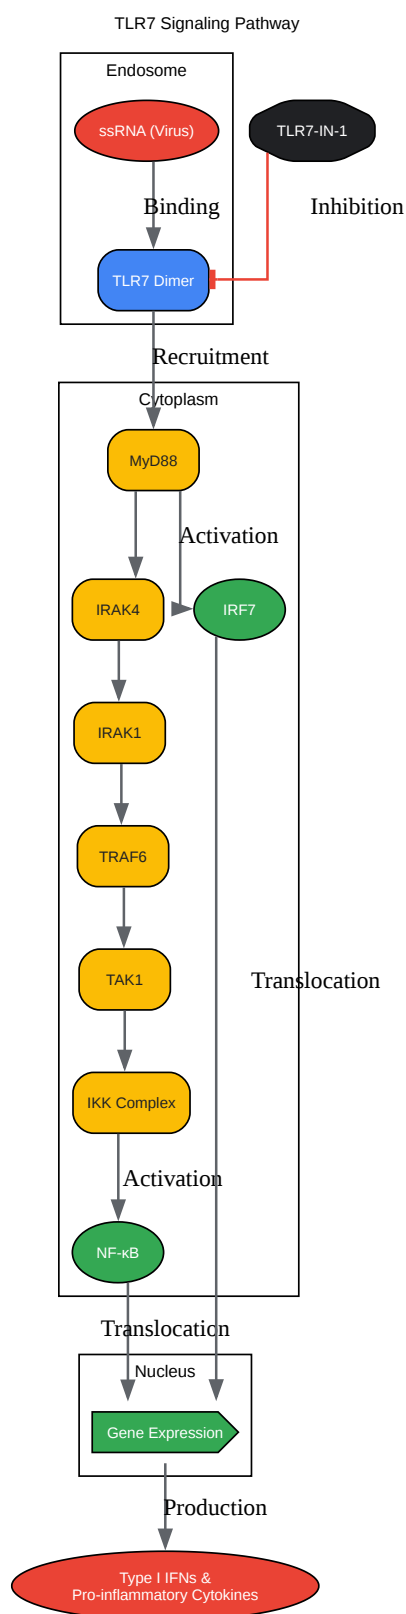 TLR7 Signaling Pathway
Endosome
ssRNA (Virus)
TLR7-IN-1
Binding
Inhibition
TLR7 Dimer
Recruitment
Cytoplasm
MyD88
Activation
IRAK4
IRF7
IRAK1
TRAF6
TAK1
Translocation
IKK Complex
Activation
NF-κB
Translocation
Nucleus
Gene Expression
Production
Type I IFNs &
Pro-inflammatory Cytokines